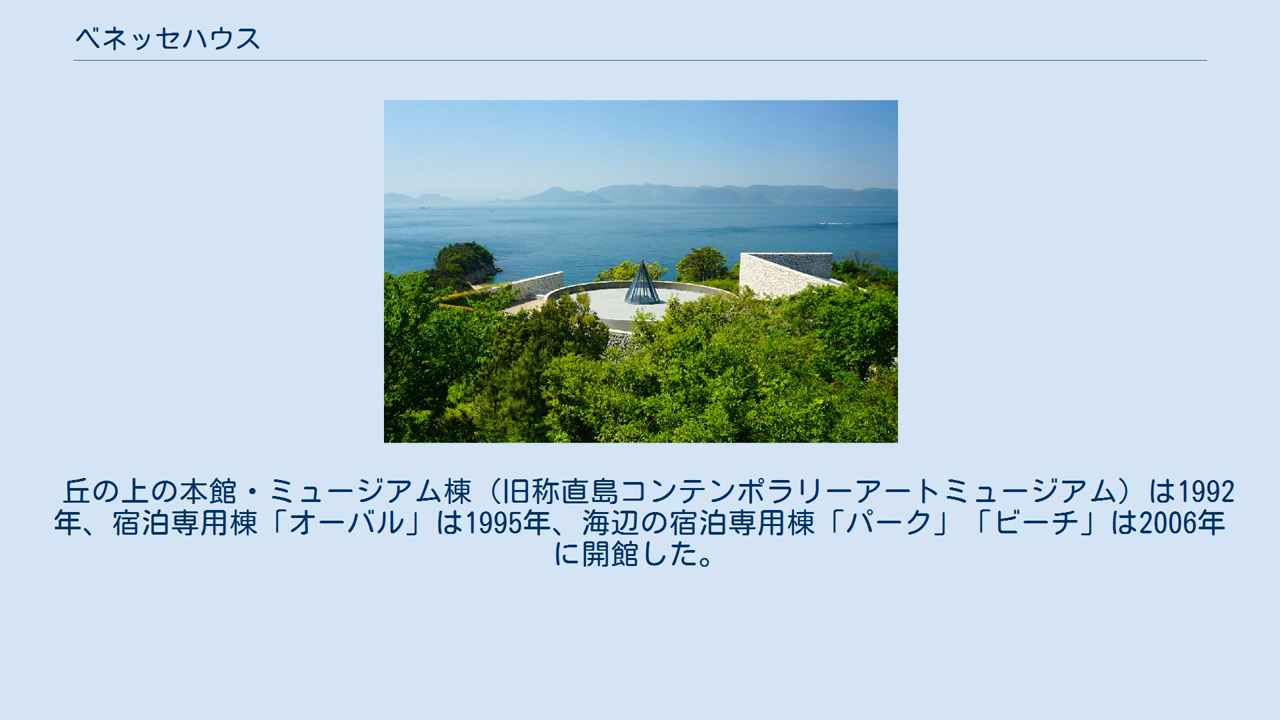 ベネッセハウス
丘の上の本館・ミュージアム棟（旧称直島コンテンポラリーアートミュージアム）は1992
年、宿泊専用棟「オーバル」は1995年、海辺の宿泊専用棟「パーク」「ビーチ」は2006年
に開館した。